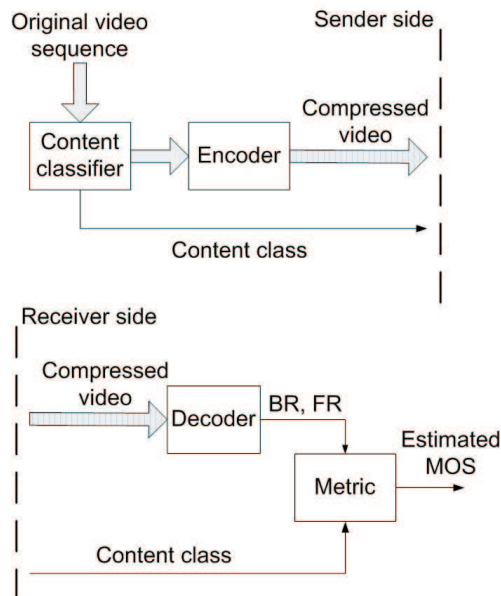 Original video
sequence
Sender side
Content
classifier
Encoder
Compressed
video
Content class
Receiver side
Compressed
video
Decoder
BR, FR
Metric
Estimated
MOS
Content class